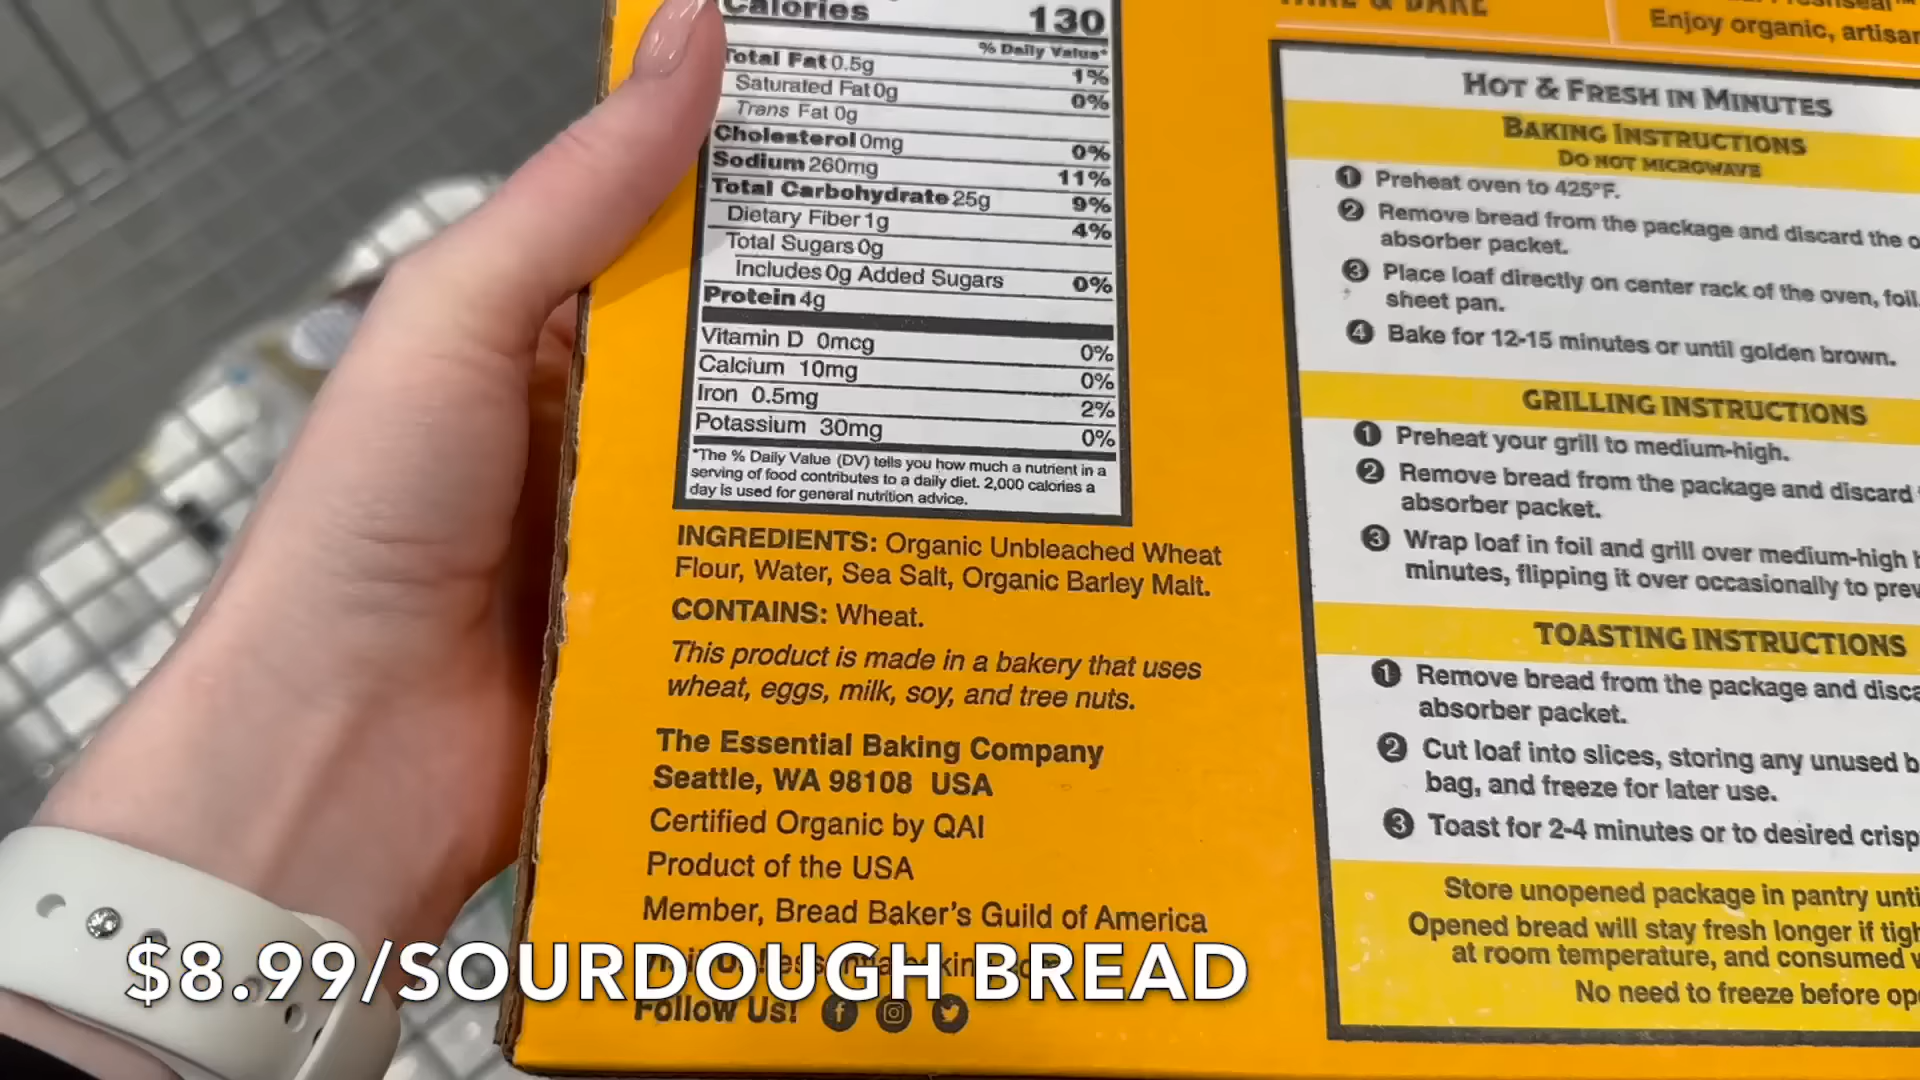 Calories 130
% Daily Value*
Total Fat 0.5g 1%
Saturated Fat 0g 0%
Trans Fat 0g
Cholesterol 0mg 0%
Sodium 260mg 11%
Total Carbohydrate 25g 9%
Dietary Fiber 1g 4%
Total Sugars 0g
Includes 0g Added Sugars 0%
Protein 4g
Vitamin D 0mcg 0%
Calcium 10mg 0%
Iron 0.5mg 2%
Potassium 30mg 0%
*The % Daily Value (DV) tells you how much a nutrient in a
serving of food contributes to a daily diet. 2,000 calories a
day is used for general nutrition advice.
INGREDIENTS: Organic Unbleached Wheat
Flour, Water, Sea Salt, Organic Barley Malt.
CONTAINS: Wheat.
This product is made in a bakery that uses
wheat, eggs, milk, soy, and tree nuts.
The Essential Baking Company
Seattle, WA 98108 USA
Certified Organic by QAI
Product of the USA
Member, Bread Baker's Guild of America
$8.99/SOURDOUGH BREAD
Follow Us!
& BAKE
Enjoy organic, artisan
HOT & FRESH IN MINUTES
BAKING INSTRUCTIONS
DO NOT MICROWAVE
1 Preheat oven to 425°F.
2 Remove bread from the package and discard the
absorber packet.
3 Place loaf directly on center rack of the oven, foil
sheet pan.
4 Bake for 12-15 minutes or until golden brown.
GRILLING INSTRUCTIONS
1 Preheat your grill to medium-high.
2 Remove bread from the package and discard
absorber packet.
3 Wrap loaf in foil and grill over medium-high
minutes, flipping it over occasionally to
TOASTING INSTRUCTIONS
1 Remove bread from the package and
absorber packet.
2 Cut loaf into slices, storing any unused
bag, and freeze for later use.
3 Toast for 2-4 minutes or to desired
Store unopened package in pantry
Opened bread will stay fresh longer if
at room temperature, and consumed
No need to freeze before